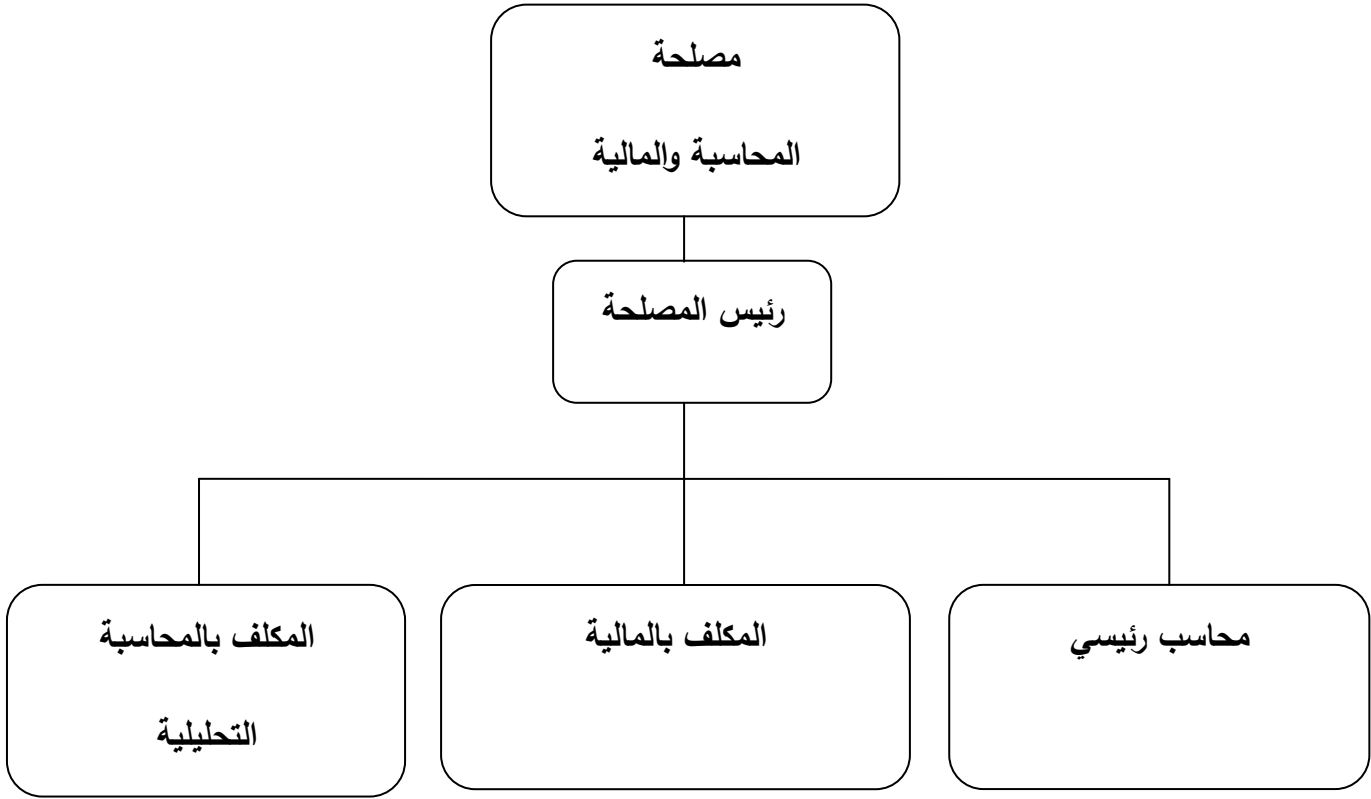 مصلحة
المحاسبة والمالية
رئيس المصلحة
محاسب رئيسي
المكلف بالمالية
المكلف بالمحاسبة
التحليلية